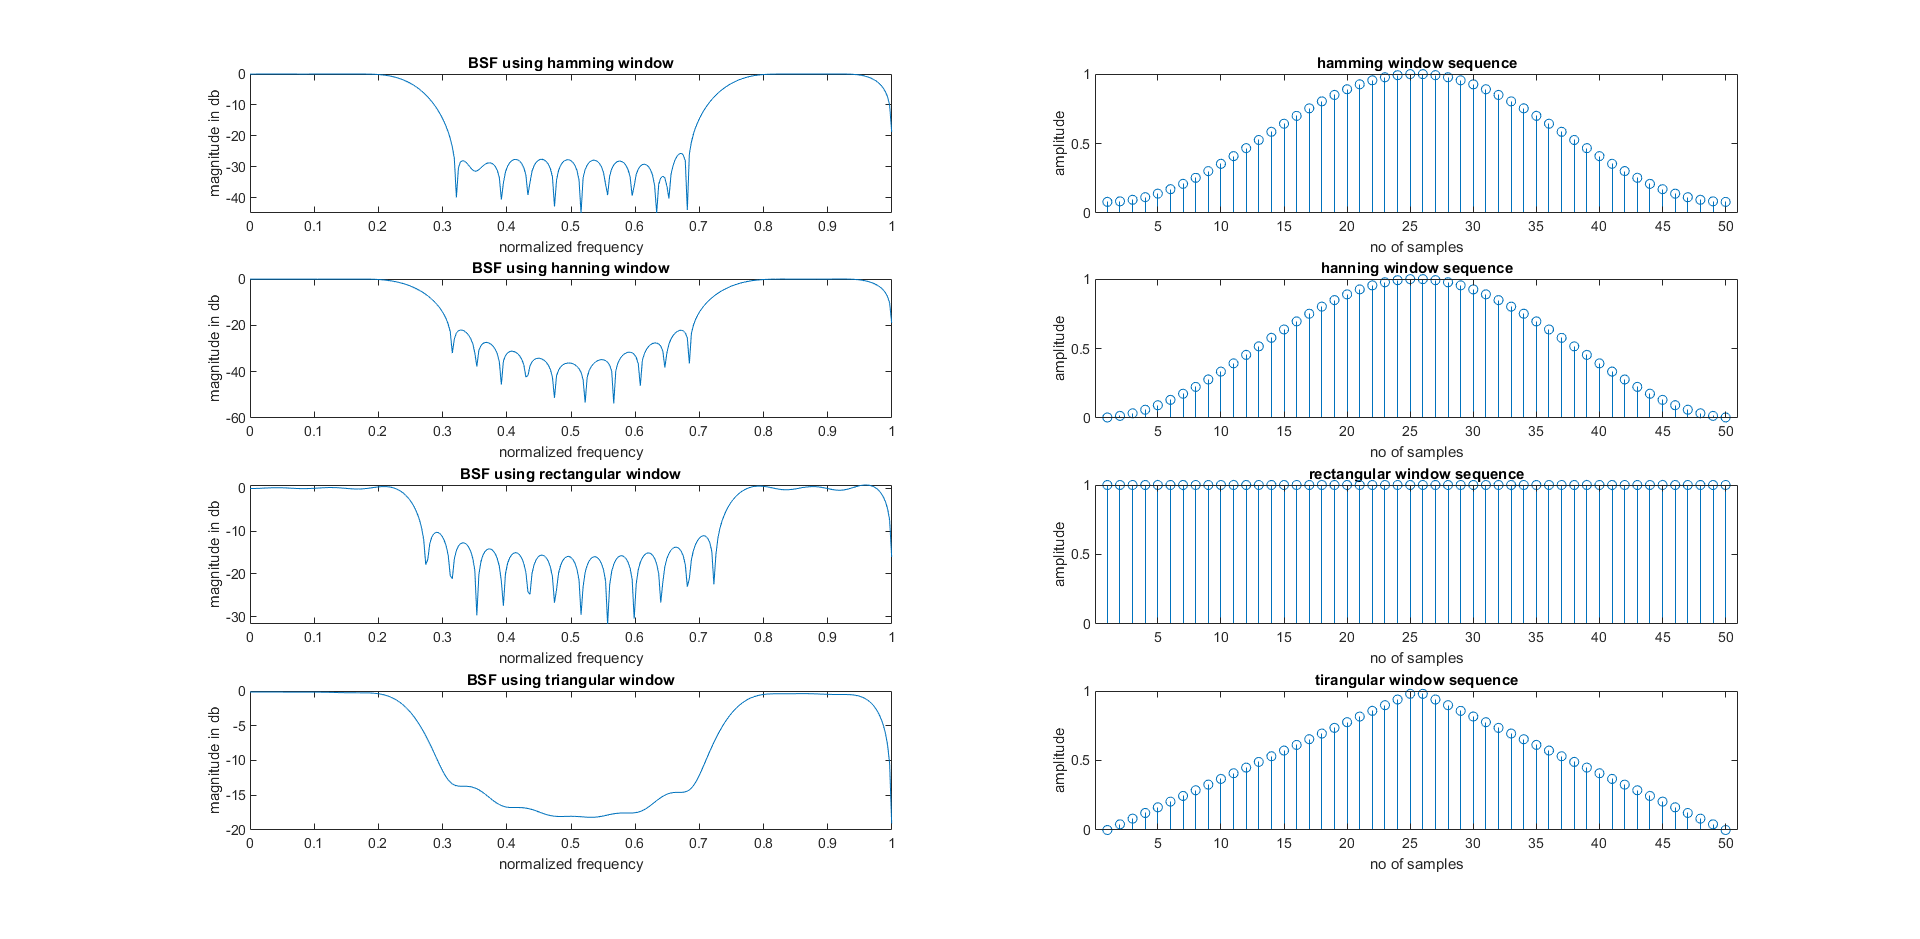 BSF using hamming window
magnitude in db
0
-10
-20
-30
-40
0 0.1 0.2 0.3 0.4 0.5 0.6 0.7 0.8 0.9 1
normalized frequency
hamming window sequence
amplitude
1
0.5
0
5 10 15 20 25 30 35 40 45 50
no of samples
BSF using hanning window
magnitude in db
0
-20
-40
-60
0 0.1 0.2 0.3 0.4 0.5 0.6 0.7 0.8 0.9 1
normalized frequency
hanning window sequence
amplitude
1
0.5
0
5 10 15 20 25 30 35 40 45 50
no of samples
BSF using rectangular window
magnitude in db
0
-10
-20
-30
0 0.1 0.2 0.3 0.4 0.5 0.6 0.7 0.8 0.9 1
normalized frequency
rectangular window sequence
amplitude
1
0.5
0
5 10 15 20 25 30 35 40 45 50
no of samples
BSF using triangular window
magnitude in db
0
-5
-10
-15
-20
0 0.1 0.2 0.3 0.4 0.5 0.6 0.7 0.8 0.9 1
normalized frequency
tirangular window sequence
amplitude
1
0.5
0
5 10 15 20 25 30 35 40 45 50
no of samples